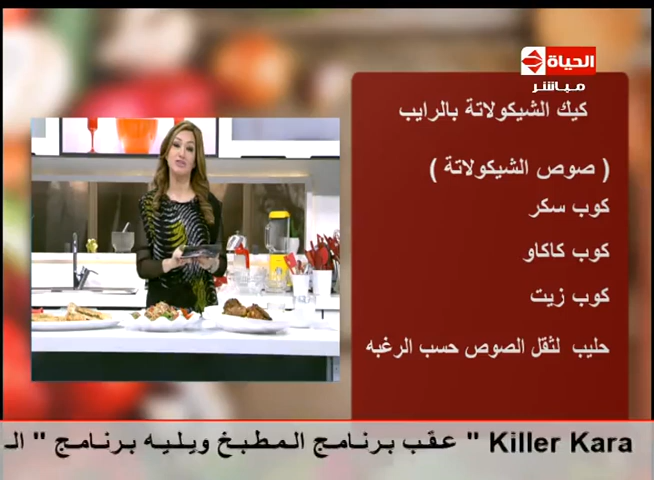 الحياة
مباشر
كيك الشيكولاتة بالرايب
( صوص الشيكولاتة )
كوب سكر
كوب كاكاو
كوب زيت
حليب لثقل الصوص حسب الرغبه
Killer Kara " عقب برنامج المطبخ ويليه برنامج " الـ